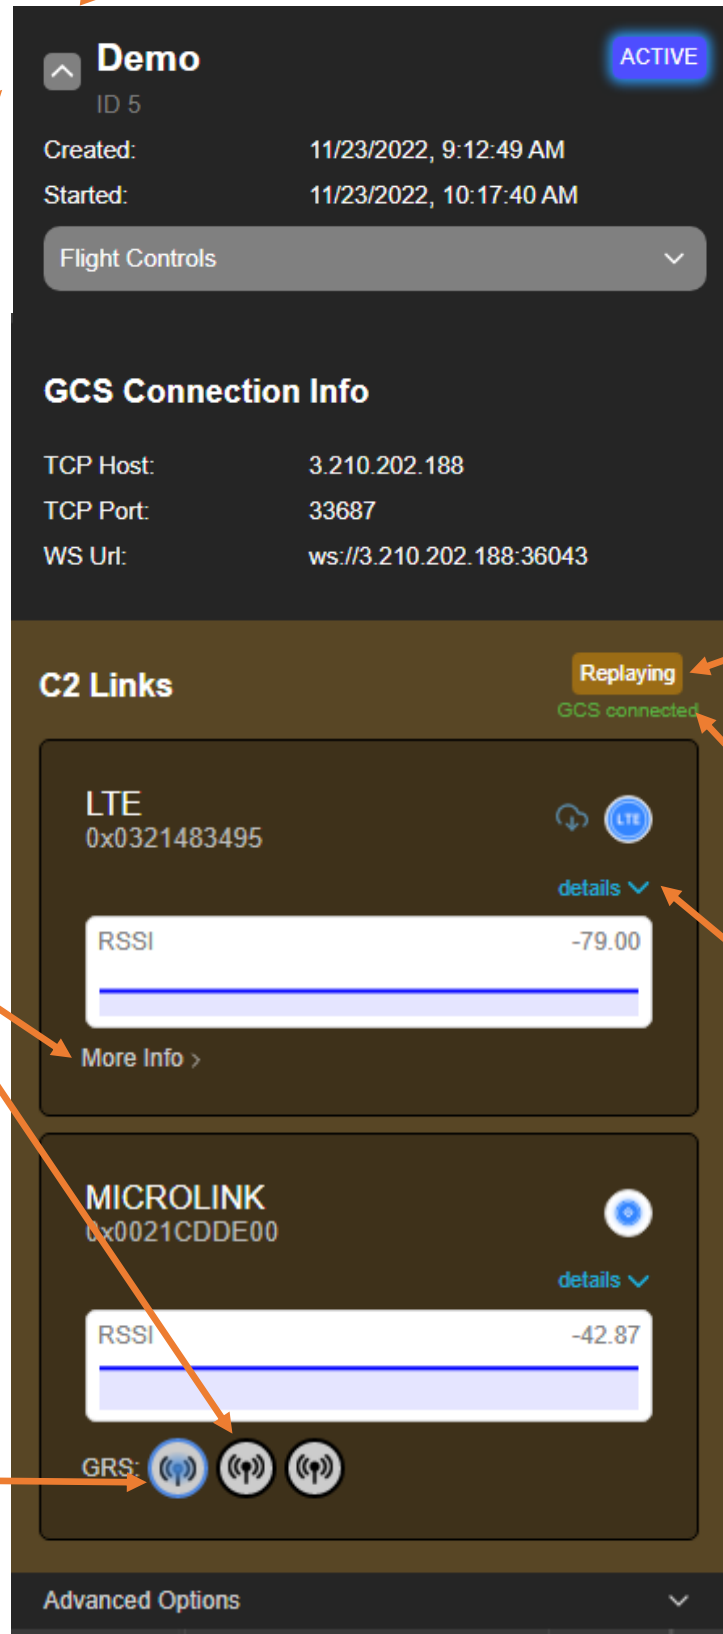 Demo
ACTIVE
ID 5
Created: 11/23/2022, 9:12:49 AM
Started: 11/23/2022, 10:17:40 AM
Flight Controls
GCS Connection Info
TCP Host: 3.210.202.188
TCP Port: 33687
WS Url: ws://3.210.202.188:36043
C2 Links
Replaying
GCS connected
LTE
0x0321483495
LTE
details
RSSI -79.00
More Info >
MICROLINK
0x0021CDDE00
details
RSSI -42.87
GRS:
Advanced Options